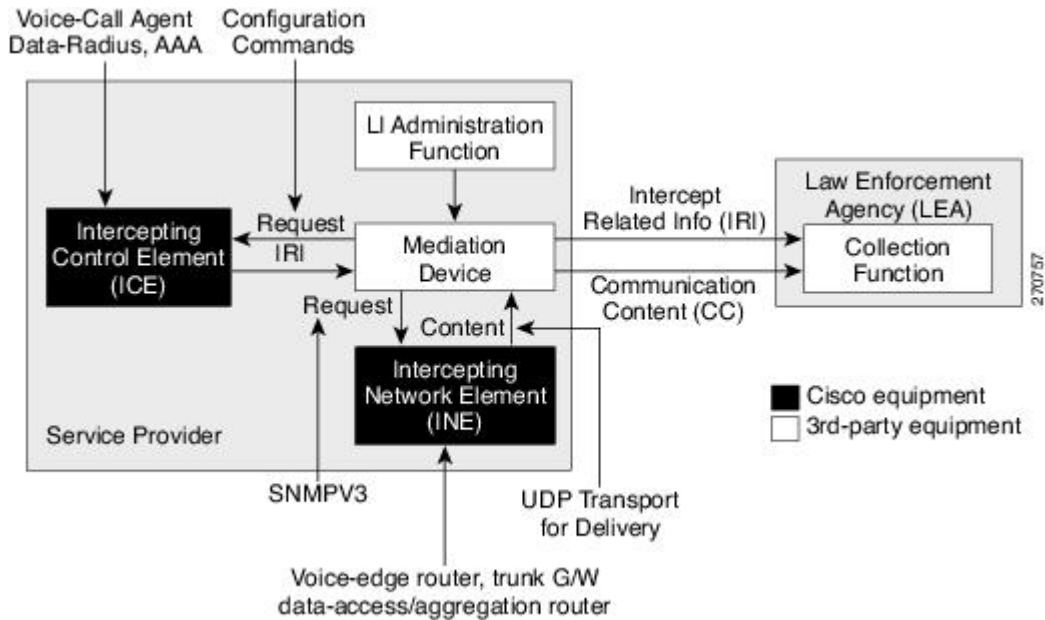 Voice-Call Agent
Data-Radius, AAA
Configuration
Commands
LI Administration
Function
Intercepting
Control Element
(ICE)
Request
IRI
Mediation
Device
Intercept
Related Info (IRI)
Communication
Content (CC)
Law Enforcement
Agency (LEA)
Collection
Function
270757
Request
Content
Intercepting
Network Element
(INE)
Service Provider
Cisco equipment
3rd-party equipment
SNMPV3
UDP Transport
for Delivery
Voice-edge router, trunk G/W
data-access/aggregation router